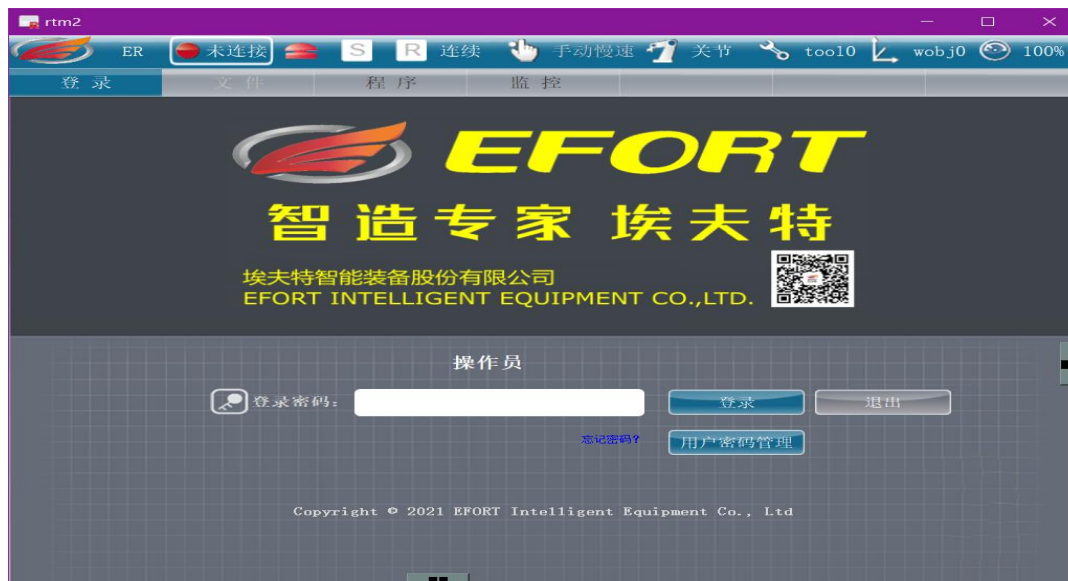 rtm2
ER 未连接 S R 连续 手动慢速 关节 tool0 wobj0 100%
登录 文件 程序 监控
EFORT
智造专家 埃夫特
埃夫特智能装备股份有限公司
EFORT INTELLIGENT EQUIPMENT CO.,LTD.
操作员
登录密码: 登录 退出
忘记密码? 用户密码管理
Copyright © 2021 EFORT Intelligent Equipment Co., Ltd